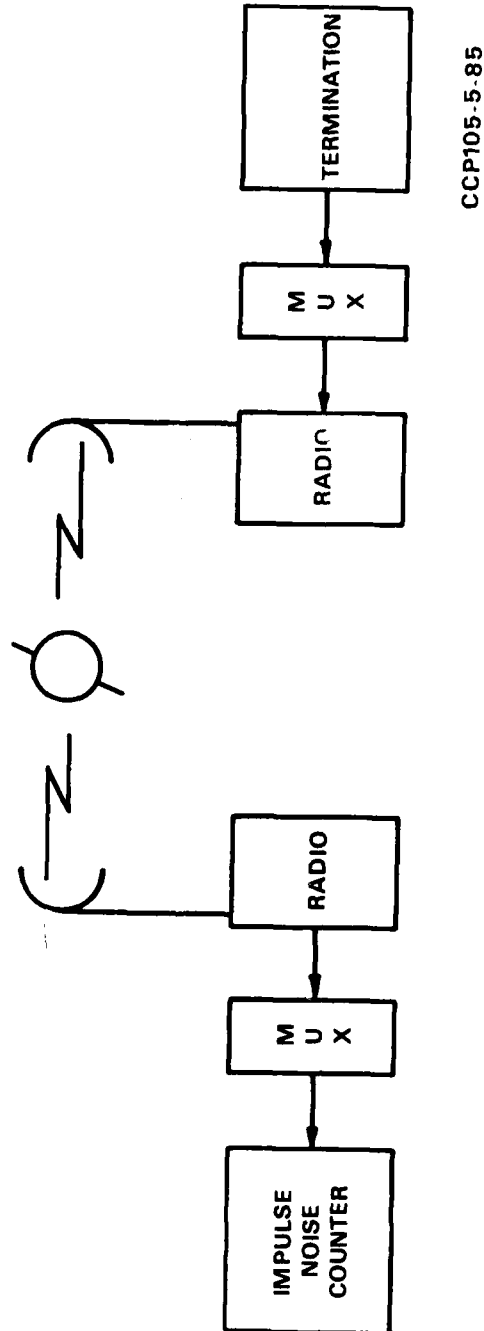 IMPULSE
NOISE
COUNTER
M
U
X
RADIO
RADIO
M
U
X
TERMINATION
CCP105-5-85